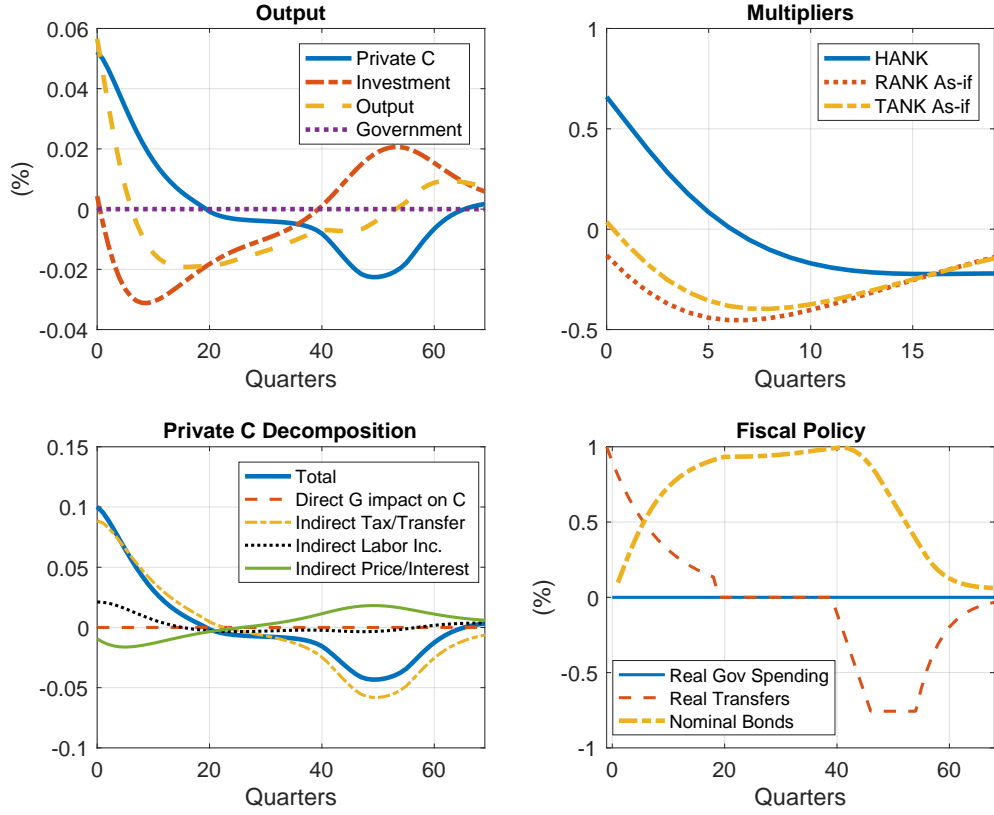 Output
0.06
0.04
0.02
0
-0.02
-0.04
(%)
0
20
40
60
Quarters
Private C
Investment
Output
Government
Multipliers
1
0.5
0
-0.5
0
5
10
15
Quarters
HANK
RANK As-if
TANK As-if
Private C Decomposition
0.15
0.1
0.05
0
-0.05
-0.1
0
20
40
60
Quarters
Total
Direct G impact on C
Indirect Tax/Transfer
Indirect Labor Inc.
Indirect Price/Interest
Fiscal Policy
1
0.5
0
-0.5
-1
(%)
0
20
40
60
Quarters
Real Gov Spending
Real Transfers
Nominal Bonds